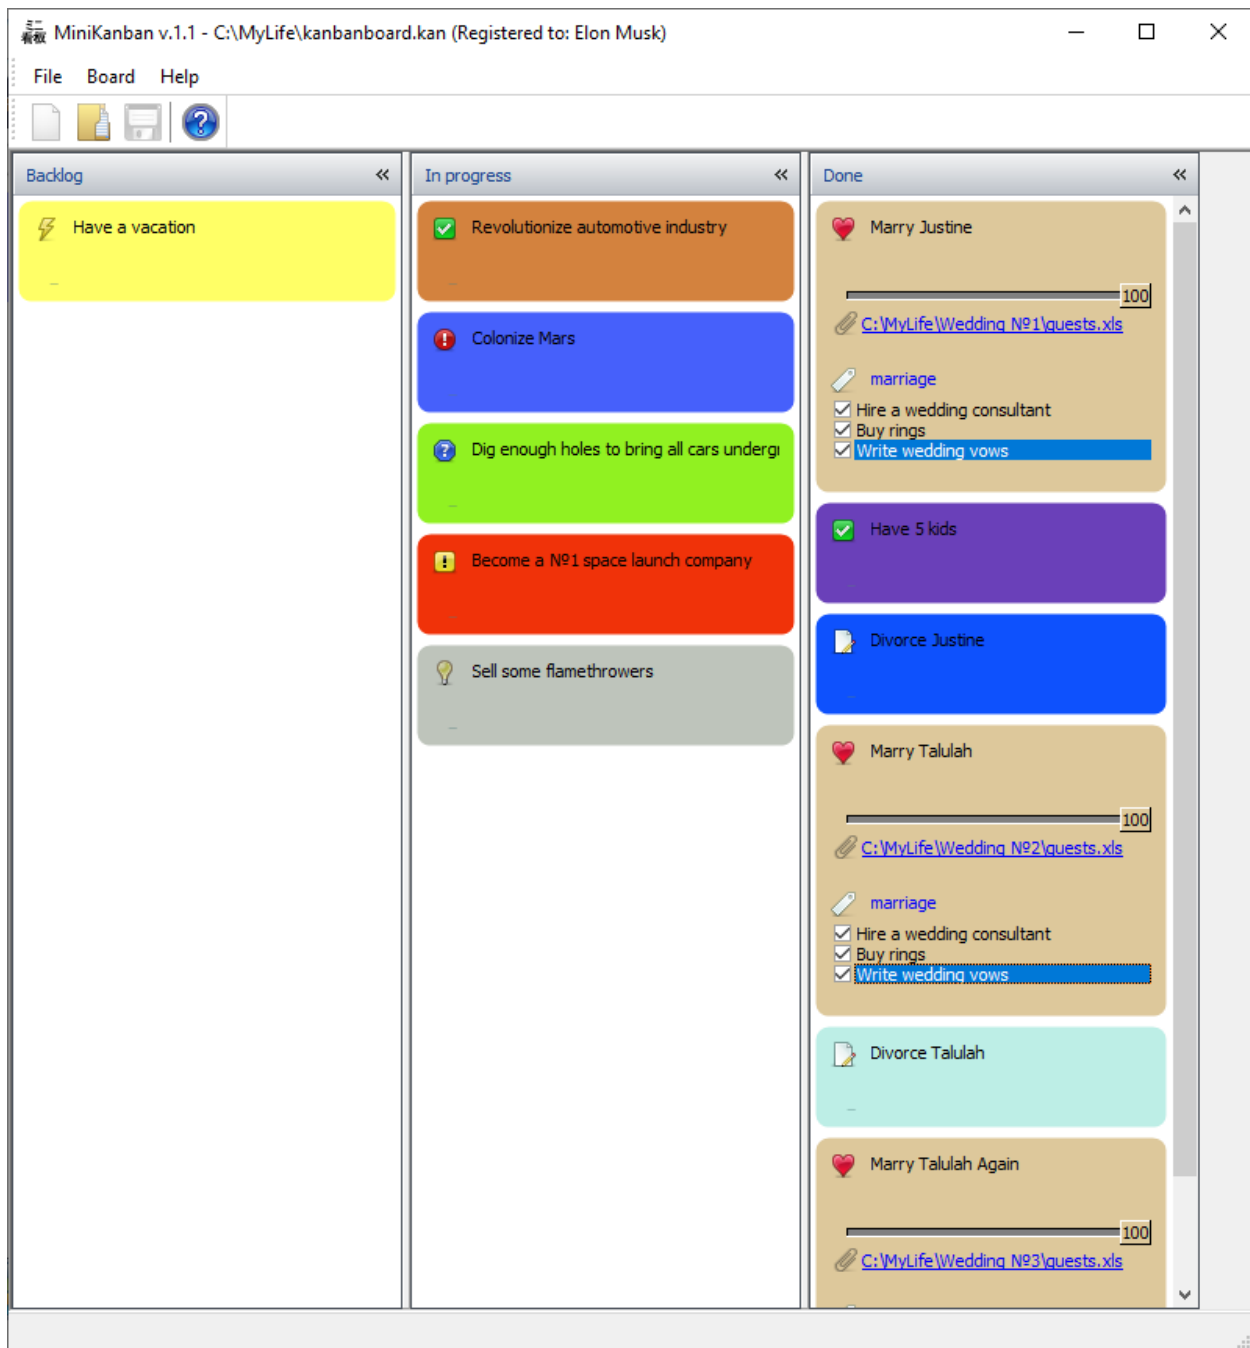 ミニ
看板
MiniKanban v.1.1 - C:\MyLife\kanbanboard.kan (Registered to: Elon Musk)
File Board Help
Backlog
Have a vacation
In progress
Revolutionize automotive industry
Colonize Mars
Dig enough holes to bring all cars undergr
Become a №1 space launch company
Sell some flamethrowers
Done
Marry Justine
100
C:\MyLife\Wedding №1\guests.xls
marriage
Hire a wedding consultant
Buy rings
Write wedding vows
Have 5 kids
Divorce Justine
Marry Talulah
100
C:\MyLife\Wedding №2\guests.xls
marriage
Hire a wedding consultant
Buy rings
Write wedding vows
Divorce Talulah
Marry Talulah Again
100
C:\MyLife\Wedding №3\guests.xls